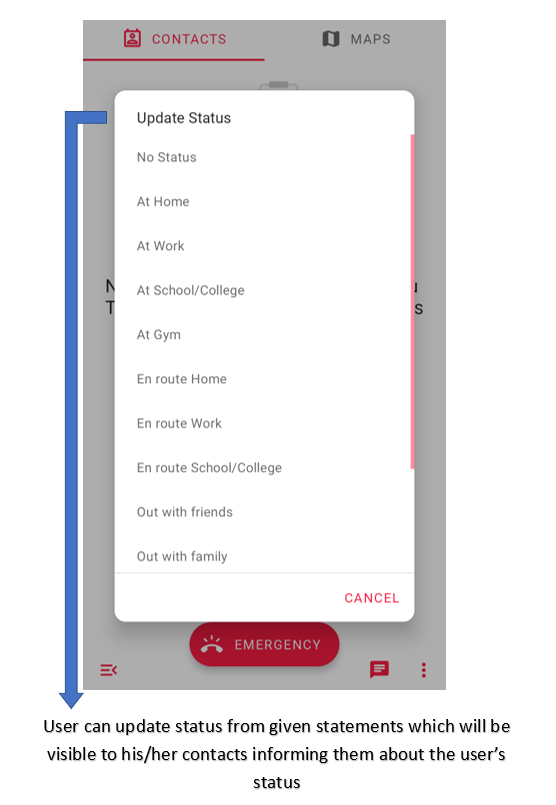 CONTACTS
MAPS
Update Status
No Status
At Home
At Work
At School/College
At Gym
En route Home
En route Work
En route School/College
Out with friends
Out with family
CANCEL
EMERGENCY
User can update status from given statements which will be
visible to his/her contacts informing them about the user's
status